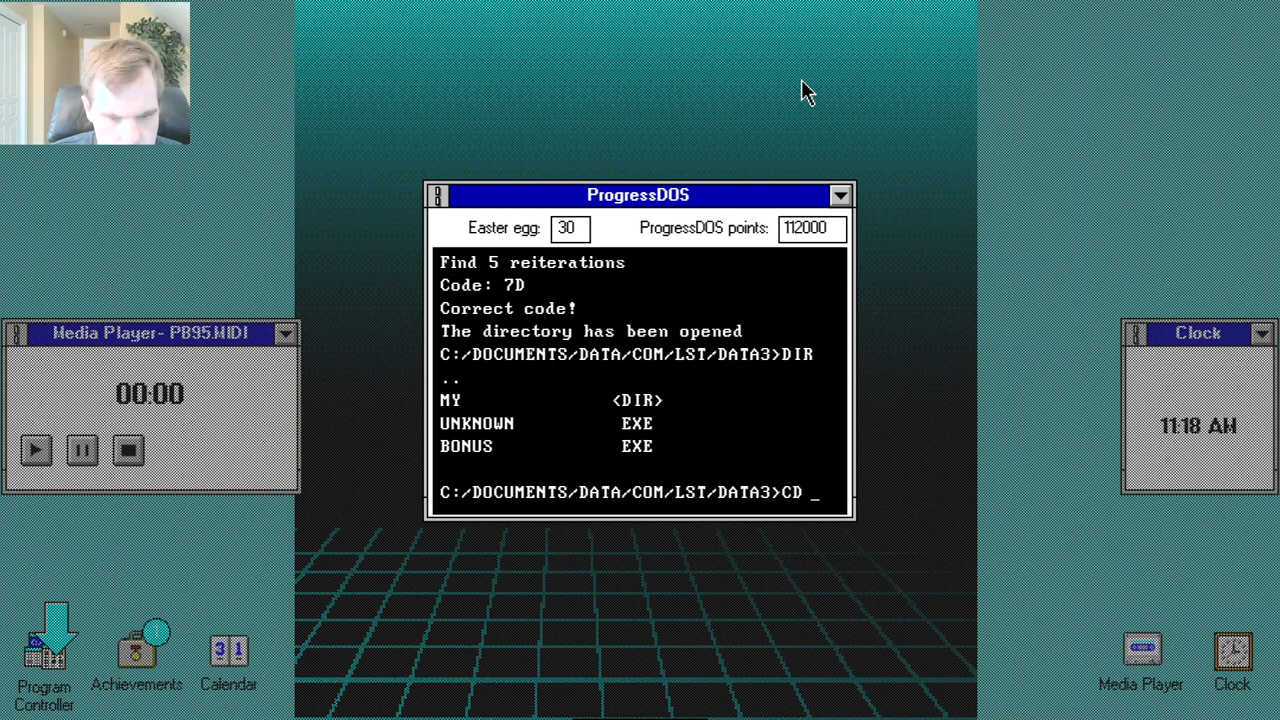 ProgressDOS
Easter egg: 30 ProgressDOS points: 112000
Find 5 reiterations
Code: 7D
Correct code!
The directory has been opened
C:/DOCUMENTS/DATA/COM/LST/DATA3>DIR
..
MY <DIR>
UNKNOWN EXE
BONUS EXE
C:/DOCUMENTS/DATA/COM/LST/DATA3>CD _
Media Player- PB95.MIDI
00:00
Clock
11:18 AM
Program
Controller
Achievements
31
Calendar
Media Player
Clock